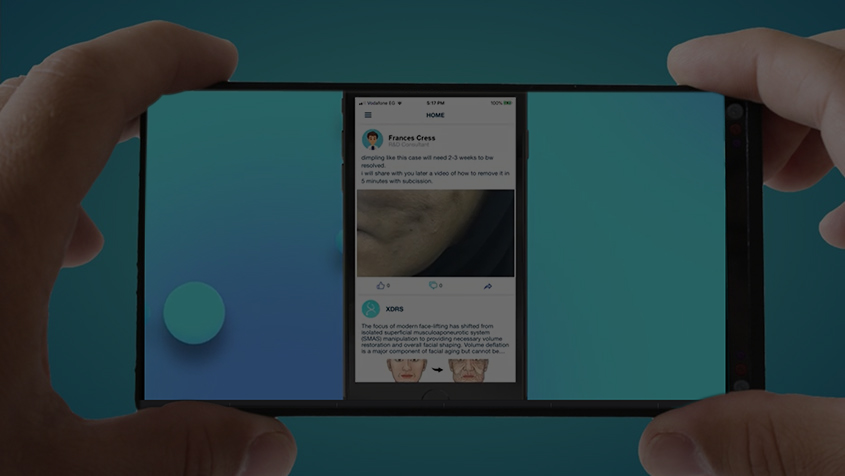 Vodafone EG 5:17 PM 100%
HOME
Frances Cress
R&D Consultant
dimpling like this case will need 2-3 weeks to be
resolved.
i will share with you later a video of how to remove it in
5 minutes with subcission.
0 0
XDRS
The focus of modern face-lifting has shifted from
isolated superficial musculoaponeurotic system
(SMAS) manipulation to providing necessary volume
restoration and overall facial shaping. Volume deflation
is a major component of facial aging but cannot be....